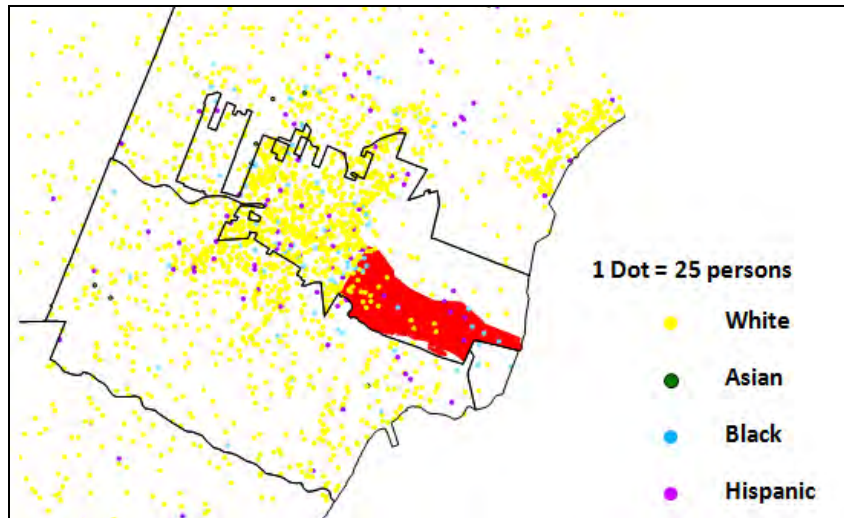 1 Dot = 25 persons
White
Asian
Black
Hispanic